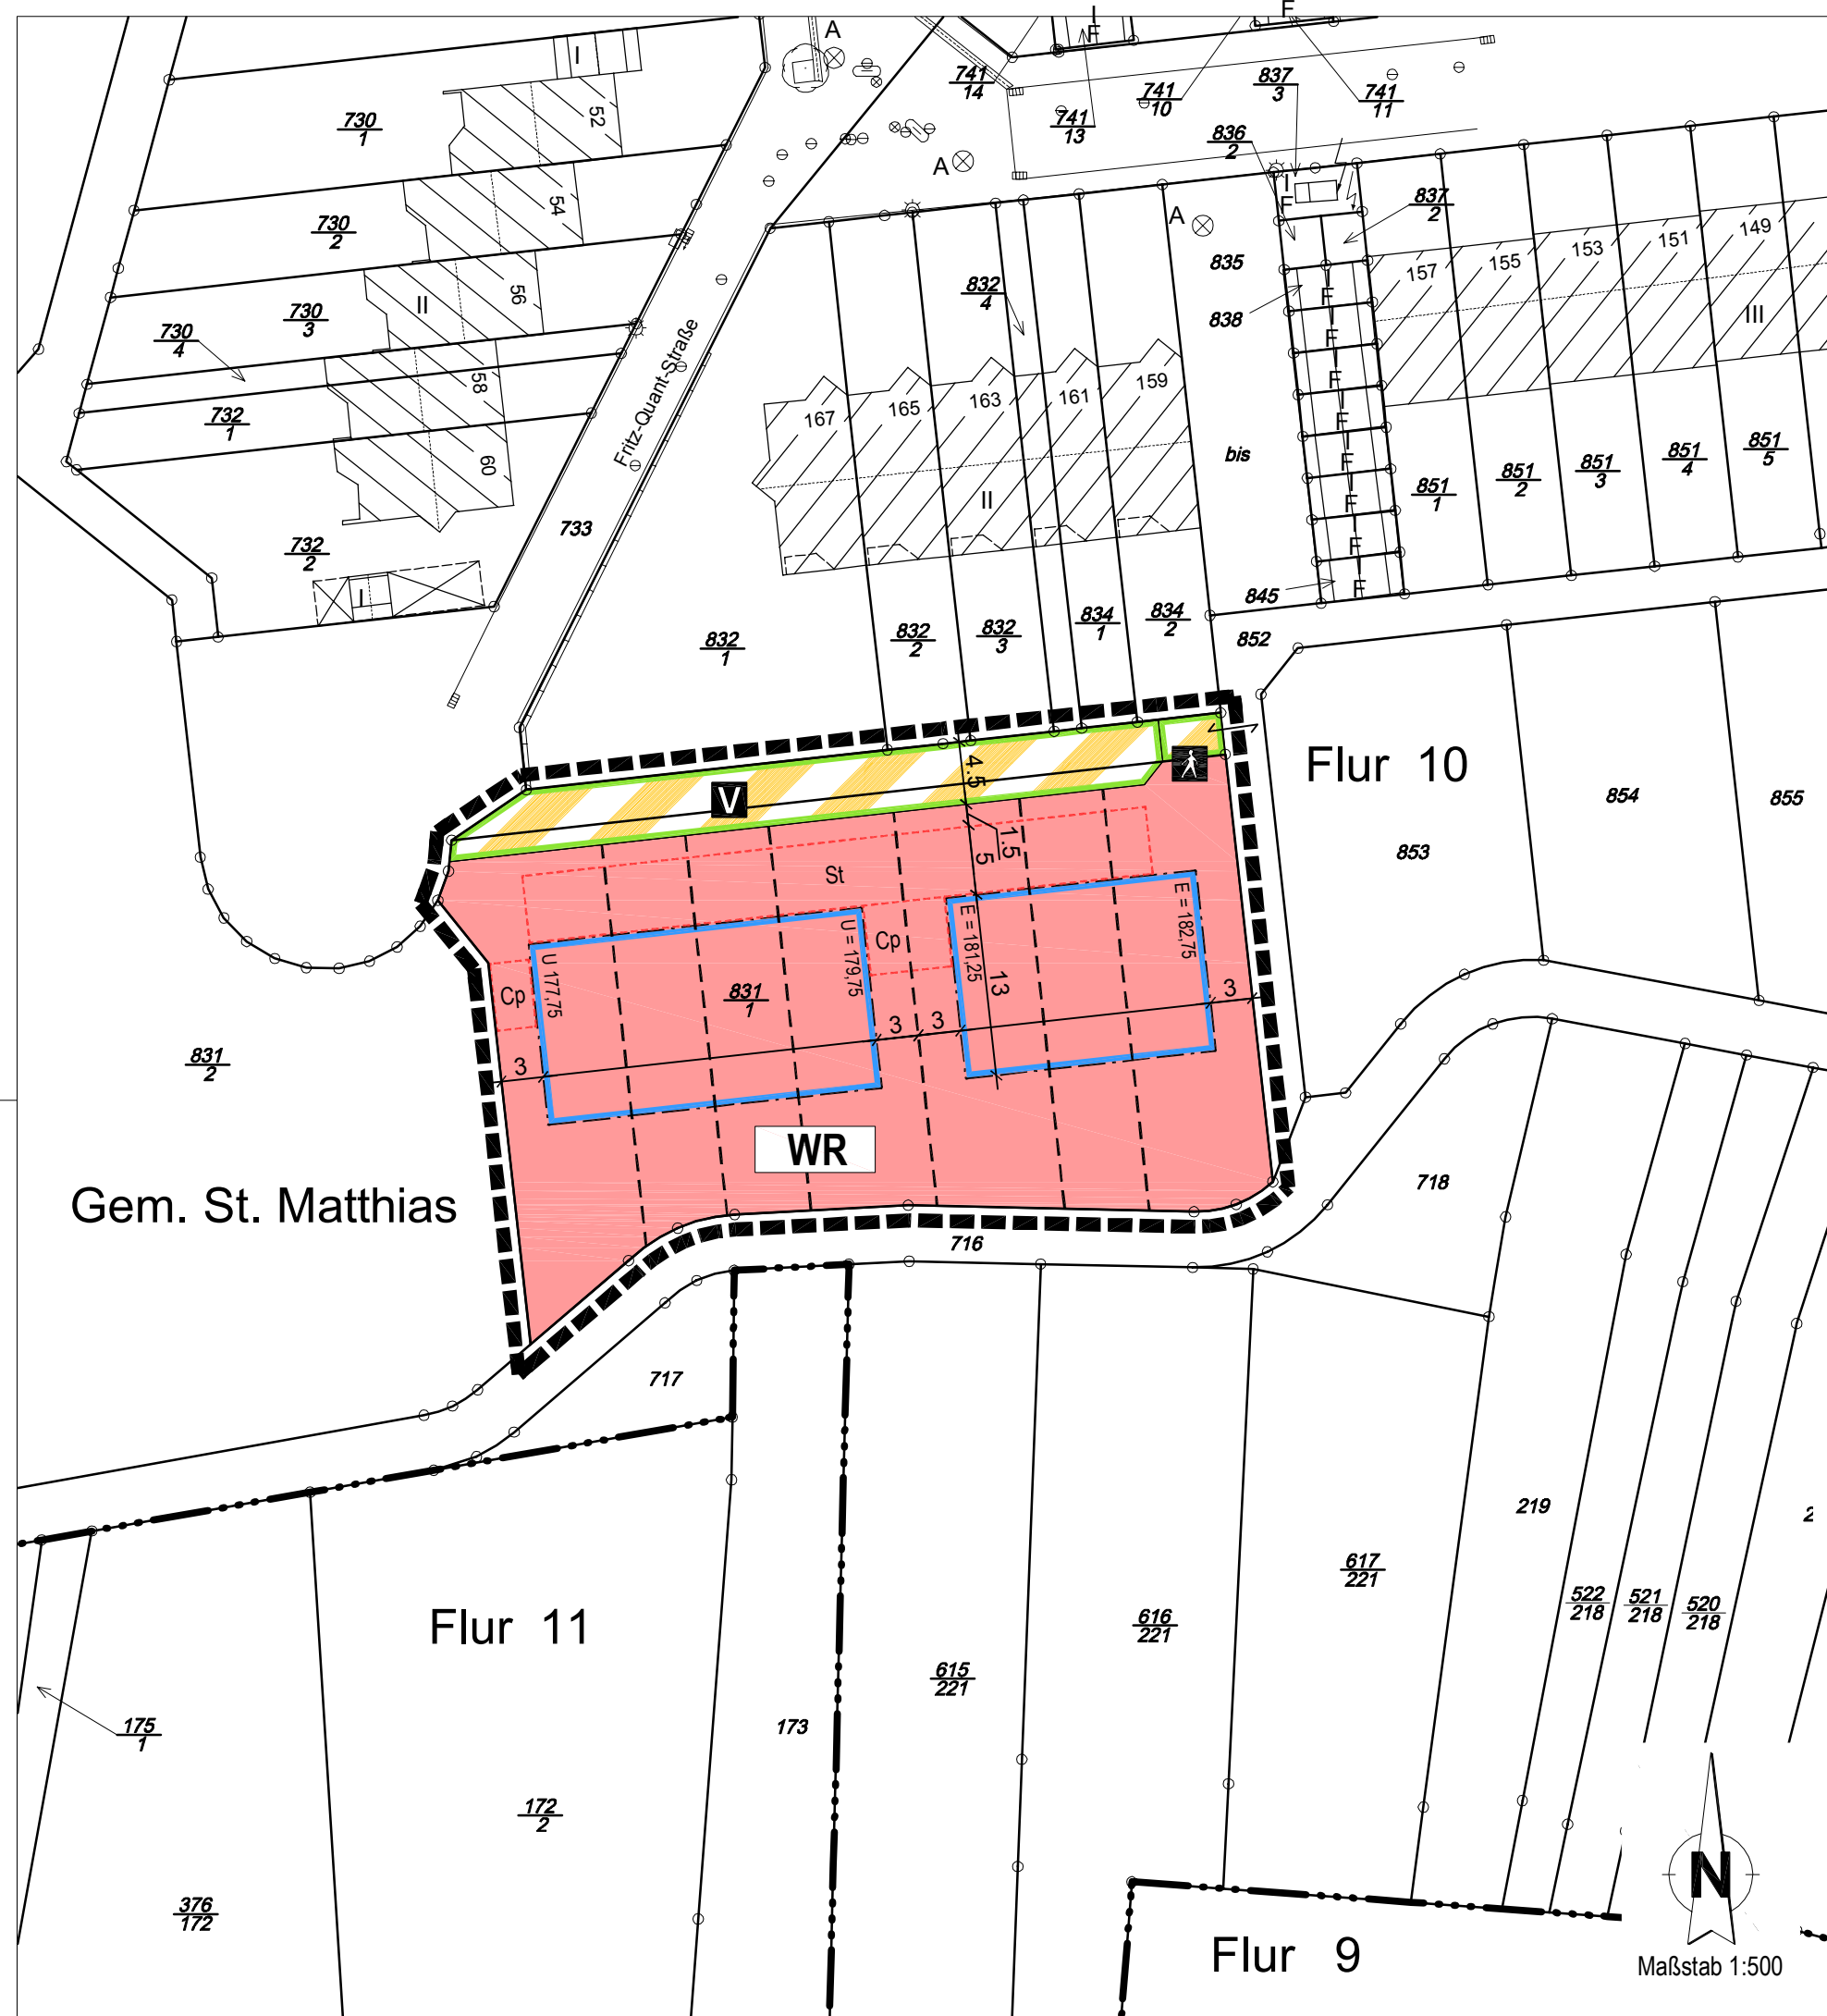 I
F
F
A
I
741
14
837
3
741
10
741
11
52
730
1
741
13
836
2
A
I
F
837
2
54
730
2
A
149
151
153
155
157
835
56
II
832
4
I
F
730
3
730
4
838
I
F
III
Fritz-Quant-Straße
58
159
161
163
165
167
I
F
732
1
I
F
60
bis
851
5
851
4
851
3
851
2
851
1
I
F
II
I
F
733
732
2
I
F
I
I
F
845
832
1
832
2
832
3
834
1
834
2
852
Flur 10
4.5
V
854
855
1.5
5
853
St
E = 182,75
E = 181,25
U = 179,75
U 177,75
Cp
Cp
13
831
1
3
3
3
3
831
2
WR
Gem. St. Matthias
718
716
717
219
2
617
221
522
218
521
218
520
218
Flur 11
616
221
615
221
175
1
173
172
2
N
376
172
Flur 9
Maßstab 1:500